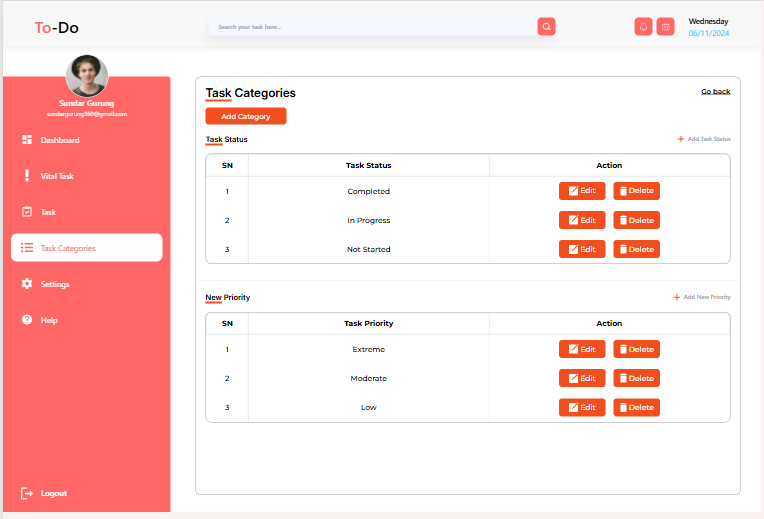 To-Do
Search your task here...
Wednesday
06/11/2024
Sundar Gurung
sundargurung360@gmail.com
Dashboard
Vital Task
Task
Task Categories
Settings
Help
Logout
Task Categories
Go back
Add Category
Task Status
+ Add Task Status
SN Task Status Action
1 Completed Edit Delete
2 In Progress Edit Delete
3 Not Started Edit Delete
New Priority
+ Add New Priority
SN Task Priority Action
1 Extreme Edit Delete
2 Moderate Edit Delete
3 Low Edit Delete